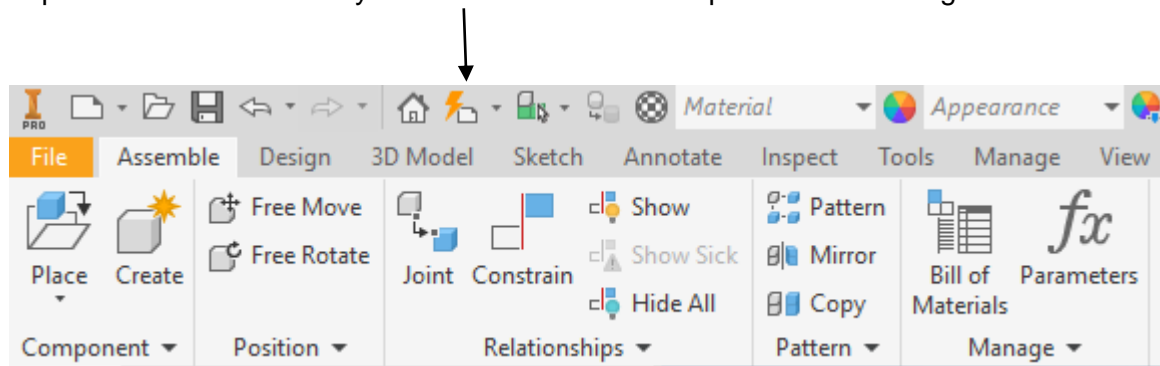 PRO Material Appearance
File Assemble Design 3D Model Sketch Annotate Inspect Tools Manage View
Free Move Show Pattern
Free Rotate Show Sick Mirror
Place Create Joint Constrain Bill of Parameters
Hide All Copy Materials
Component Position Relationships Pattern Manage
fx